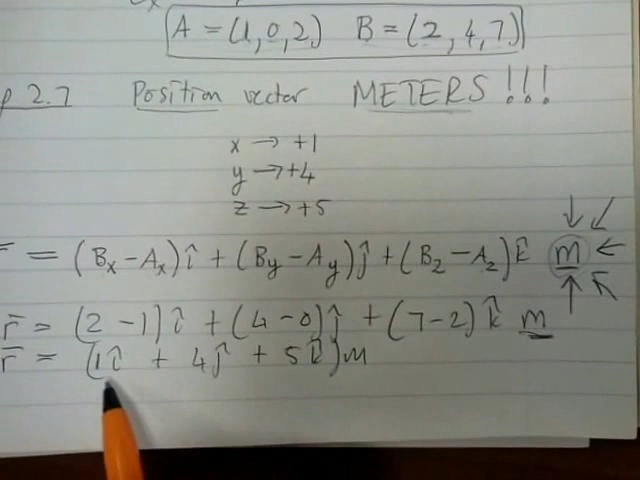 A = (1,0,2) B = (2,4,7)
p 2.7 Position vector METERS!!!
x → +1
y → +4
z → +5
r̄ = (Bx-Ax)î + (By-Ay)ĵ + (Bz-Az)k̂ m
r̄ = (2-1)î + (4-0)ĵ + (7-2)k̂ m
r̄ = (1î + 4ĵ + 5k̂)m